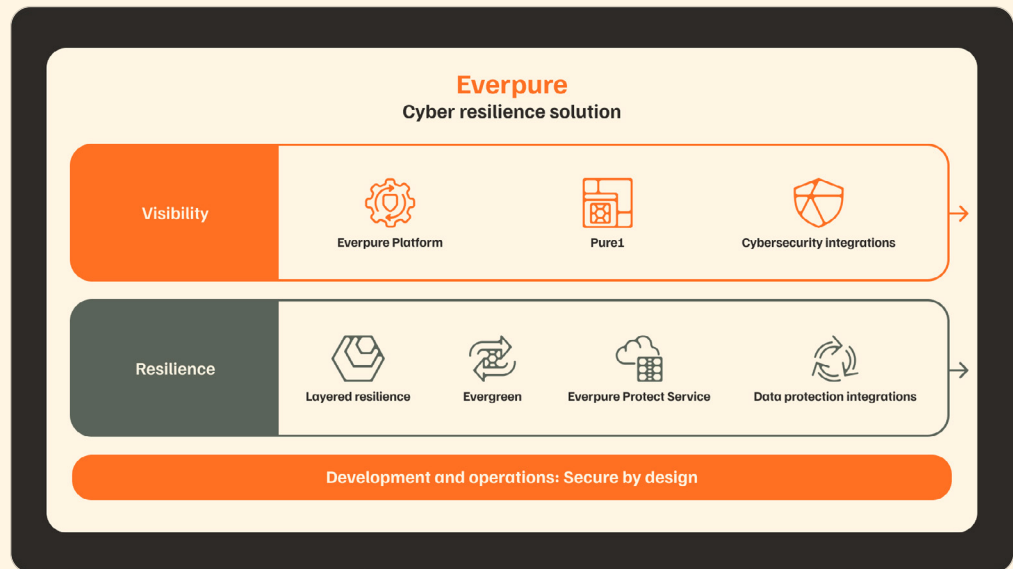 Everpure
Cyber resilience solution
Visibility
Everpure Platform
Pure1
Cybersecurity integrations
Resilience
Layered resilience
Evergreen
Everpure Protect Service
Data protection integrations
Development and operations: Secure by design